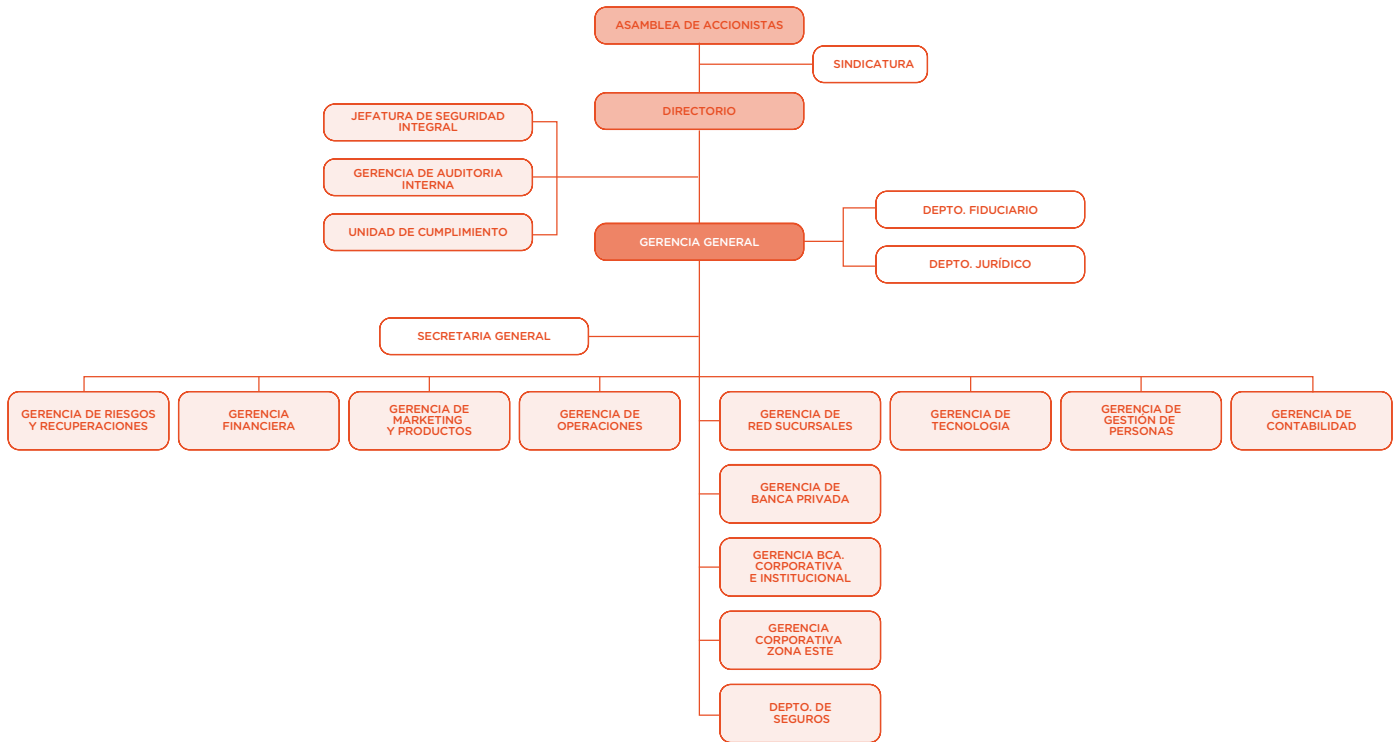 ASAMBLEA DE ACCIONISTAS
SINDICATURA
DIRECTORIO
JEFATURA DE SEGURIDAD
INTEGRAL
GERENCIA DE AUDITORIA
INTERNA
UNIDAD DE CUMPLIMIENTO
DEPTO. FIDUCIARIO
GERENCIA GENERAL
DEPTO. JURÍDICO
SECRETARIA GENERAL
GERENCIA DE RIESGOS
Y RECUPERACIONES
GERENCIA
FINANCIERA
GERENCIA DE
MARKETING
Y PRODUCTOS
GERENCIA DE
OPERACIONES
GERENCIA DE
RED SUCURSALES
GERENCIA DE
TECNOLOGIA
GERENCIA DE
GESTIÓN DE
PERSONAS
GERENCIA DE
CONTABILIDAD
GERENCIA DE
BANCA PRIVADA
GERENCIA BCA.
CORPORATIVA
E INSTITUCIONAL
GERENCIA
CORPORATIVA
ZONA ESTE
DEPTO. DE
SEGUROS